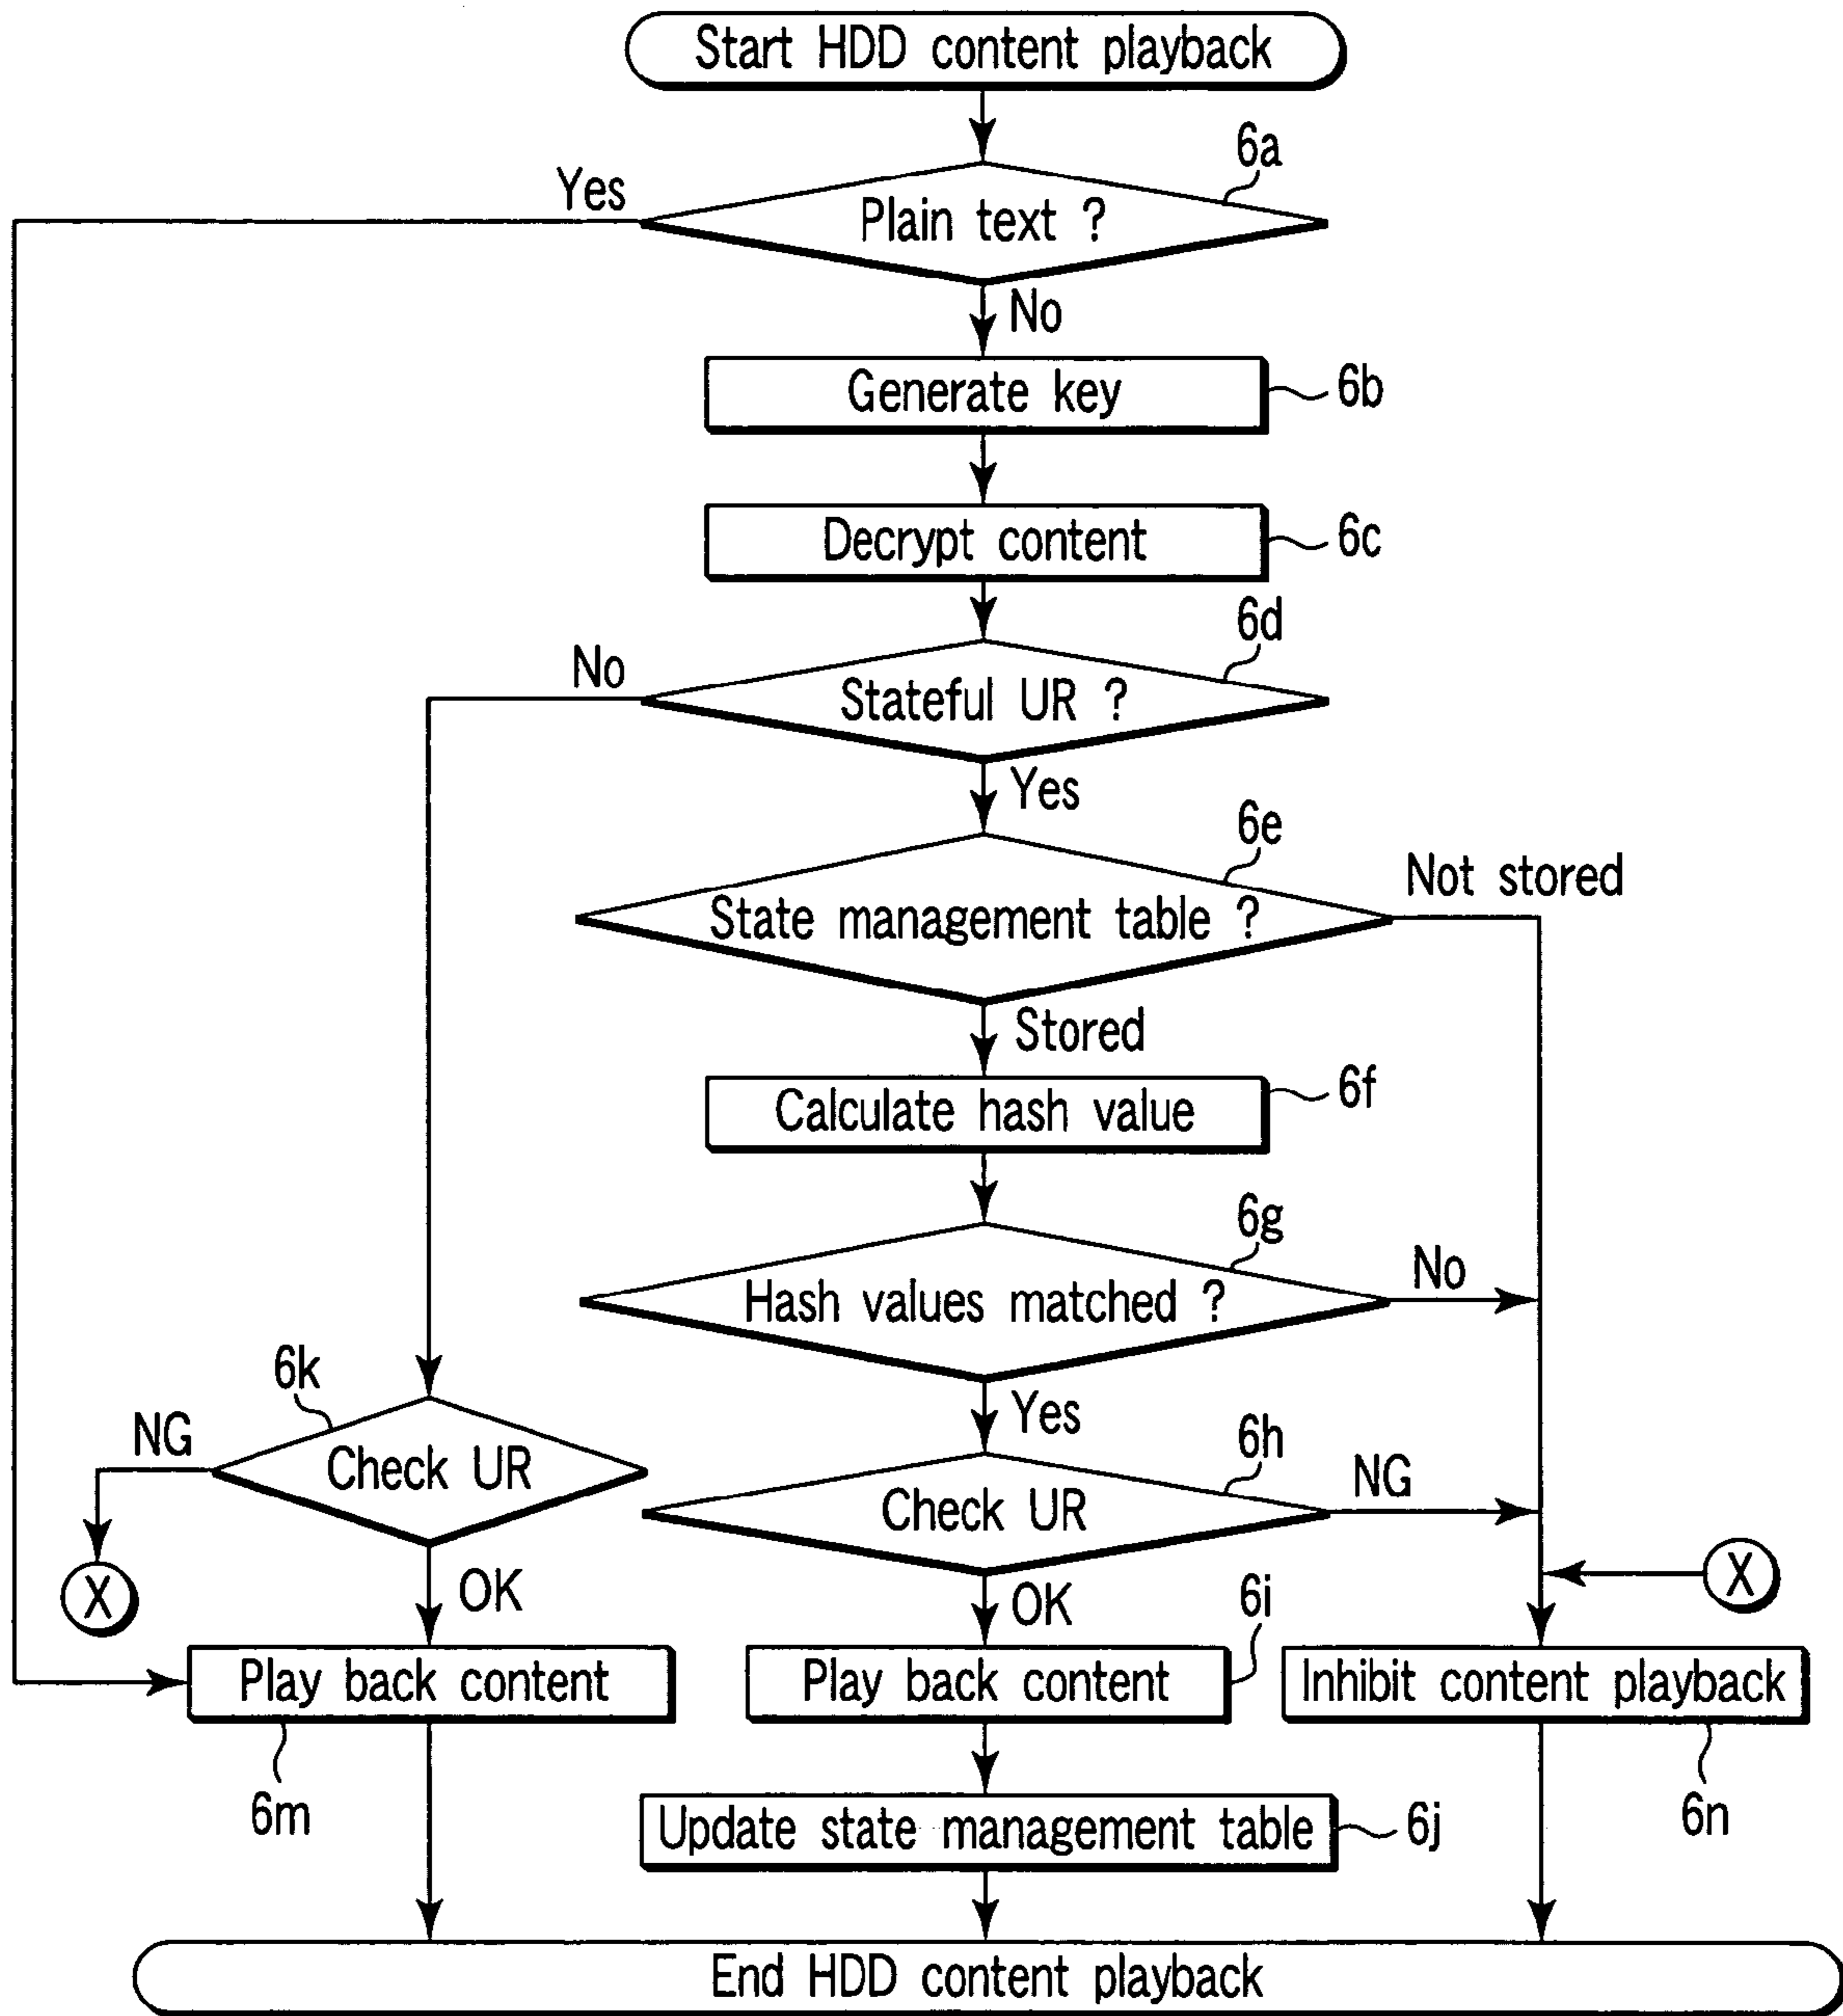 Start HDD content playback
6a
Yes
Plain text ?
No
Generate key
6b
Decrypt content
6c
6d
No
Stateful UR ?
Yes
6e
Not stored
State management table ?
Stored
Calculate hash value
6f
6g
No
Hash values matched ?
6k
Yes
6h
NG
Check UR
NG
Check UR
X
OK
OK
6i
X
Play back content
Play back content
Inhibit content playback
6m
Update state management table
6j
6n
End HDD content playback